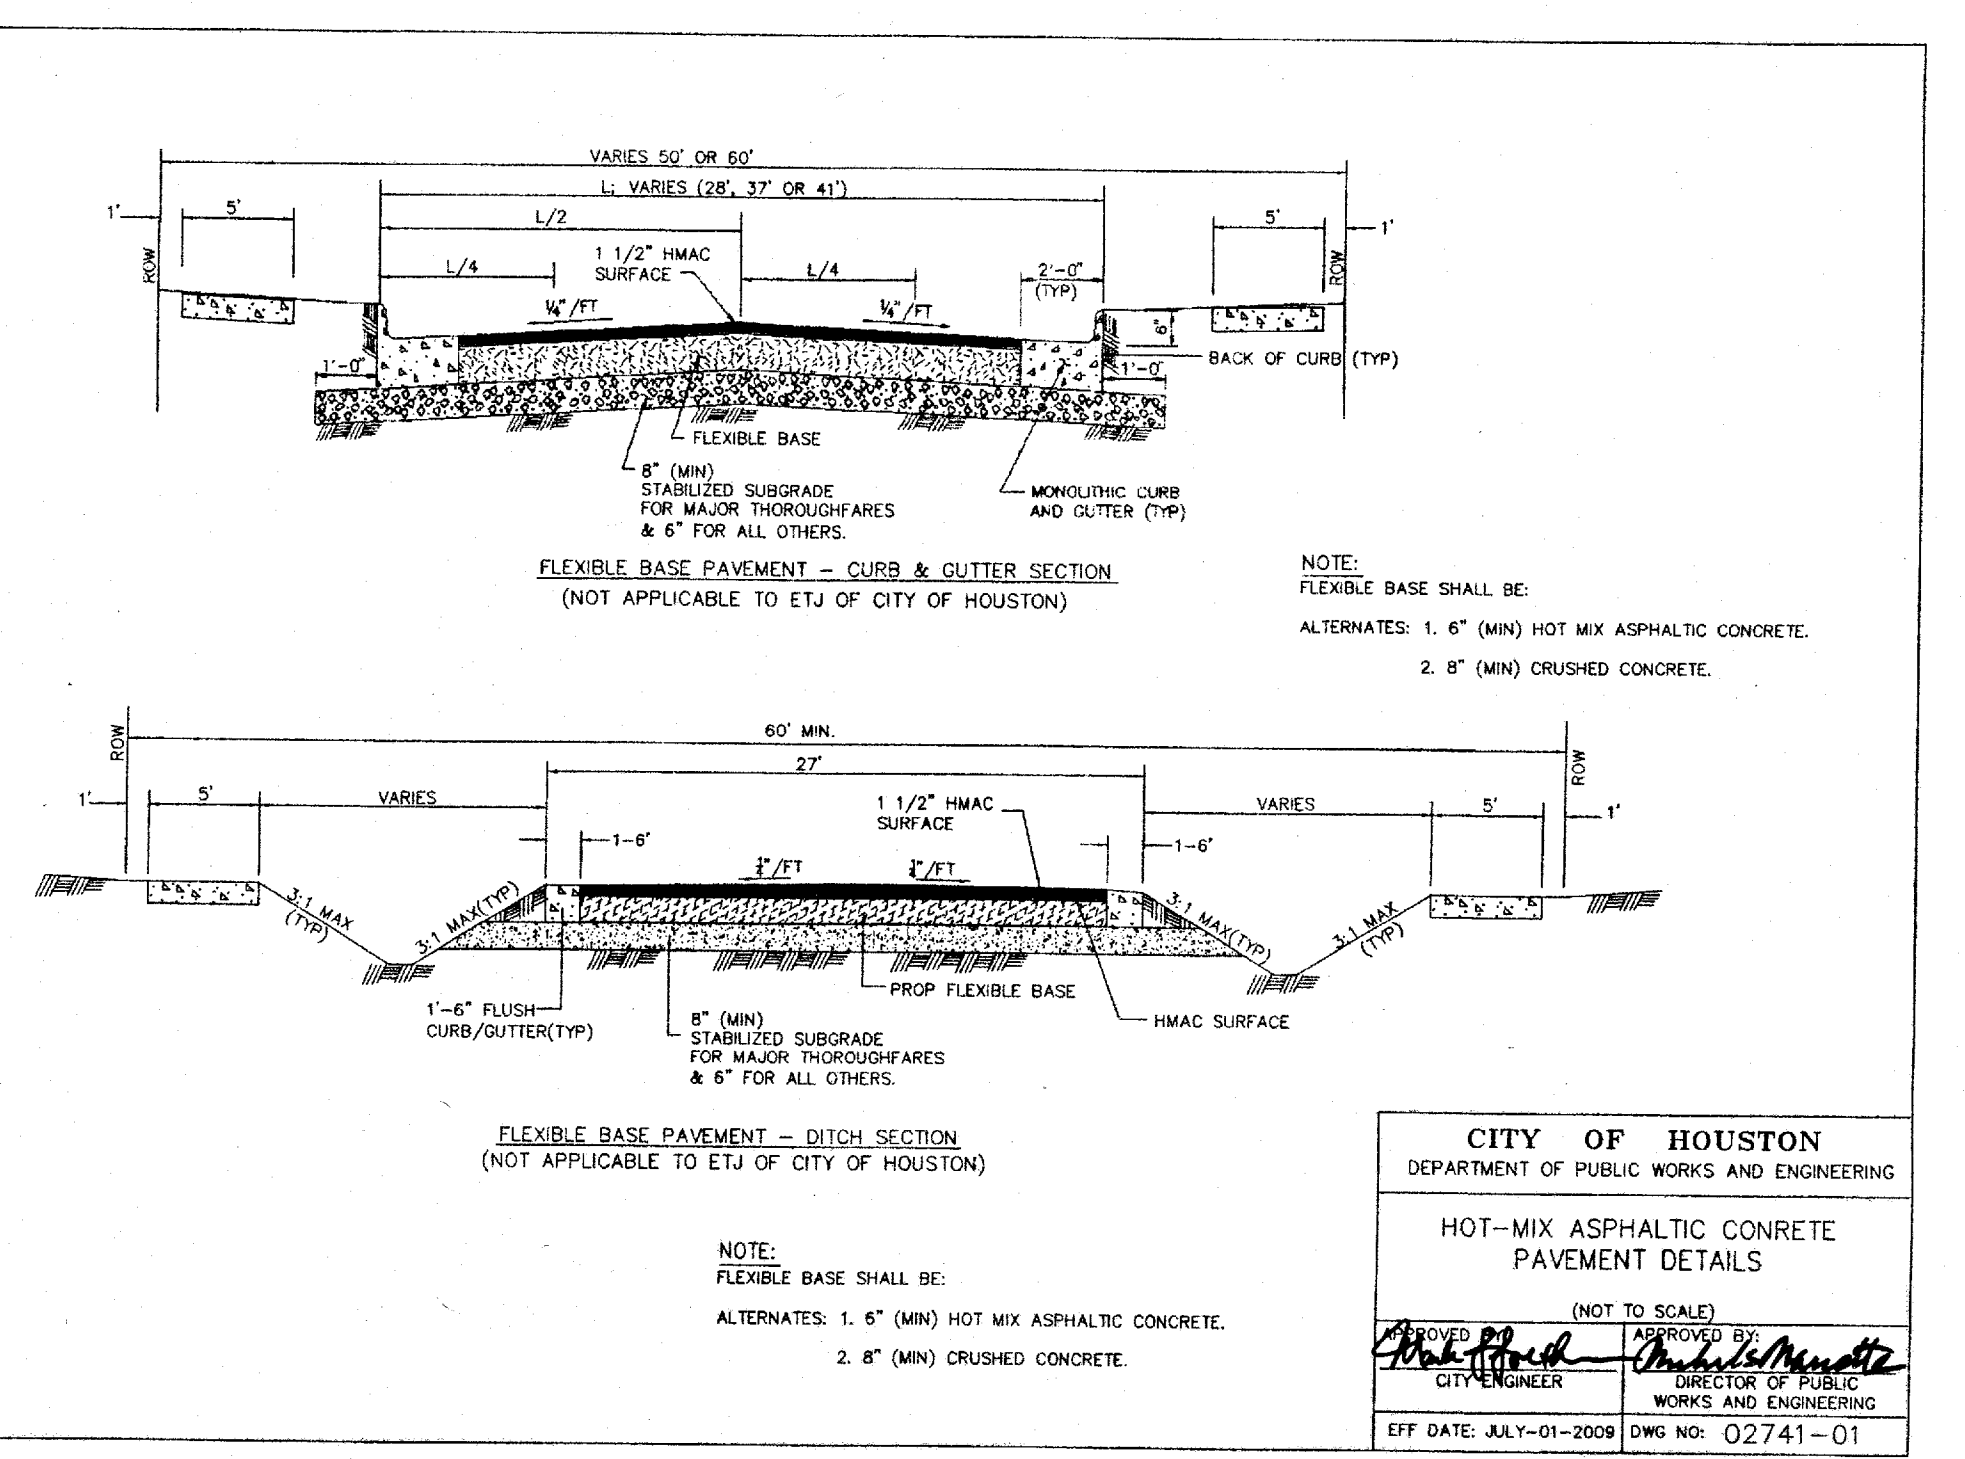 VARIES 50' OR 60'
L; VARIES (28', 37' OR 41')
1'
5'
L/2
5'
1'
ROW
L/4
1 1/2" HMAC
SURFACE
L/4
2'-0"
(TYP)
ROW
1/4" /FT
1/4" /FT
6"
1'-0"
BACK OF CURB (TYP)
1'-0"
FLEXIBLE BASE
8" (MIN)
STABILIZED SUBGRADE
FOR MAJOR THOROUGHFARES
& 6" FOR ALL OTHERS.
MONOLITHIC CURB
AND GUTTER (TYP)
FLEXIBLE BASE PAVEMENT - CURB & GUTTER SECTION
(NOT APPLICABLE TO ETJ OF CITY OF HOUSTON)
NOTE:
FLEXIBLE BASE SHALL BE:
ALTERNATES: 1. 6" (MIN) HOT MIX ASPHALTIC CONCRETE.
2. 8" (MIN) CRUSHED CONCRETE.
60' MIN.
ROW
ROW
27'
1'
5'
VARIES
1 1/2" HMAC
SURFACE
VARIES
5'
1'
1-6'
1-6'
/FT
/FT
3:1 MAX
(TYP)
3:1 MAX(TYP)
3:1 MAX(TYP)
3:1 MAX
(TYP)
PROP FLEXIBLE BASE
1'-6" FLUSH
CURB/GUTTER(TYP)
8" (MIN)
STABILIZED SUBGRADE
FOR MAJOR THOROUGHFARES
& 6" FOR ALL OTHERS.
HMAC SURFACE
FLEXIBLE BASE PAVEMENT - DITCH SECTION
(NOT APPLICABLE TO ETJ OF CITY OF HOUSTON)
NOTE:
FLEXIBLE BASE SHALL BE:
ALTERNATES: 1. 6" (MIN) HOT MIX ASPHALTIC CONCRETE.
2. 8" (MIN) CRUSHED CONCRETE.
CITY OF HOUSTON
DEPARTMENT OF PUBLIC WORKS AND ENGINEERING
HOT-MIX ASPHALTIC CONRETE
PAVEMENT DETAILS
(NOT TO SCALE)
APPROVED BY:
CITY ENGINEER
APPROVED BY:
DIRECTOR OF PUBLIC
WORKS AND ENGINEERING
EFF DATE: JULY-01-2009
DWG NO: 02741-01